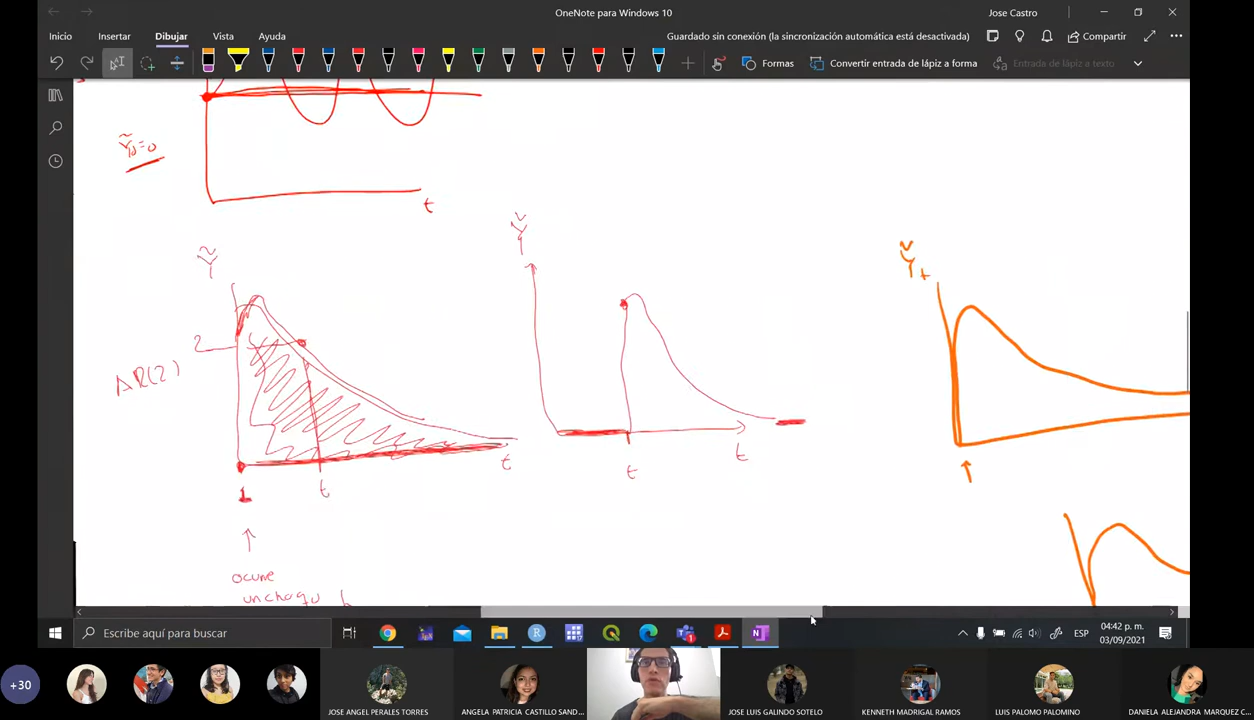 OneNote para Windows 10
Jose Castro
Inicio
Insertar
Dibujar
Vista
Ayuda
Guardado sin conexión (la sincronización automática está desactivada)
Compartir
Formas
Convertir entrada de lápiz a forma
Entrada de lápiz a texto
Ỹ₀=0
t
Ỹ
Y̌
Y̌t
2
AR(2)
t
t
1
t
t
ocurre
un choque
Escribe aquí para buscar
ESP
04:42 p. m.
03/09/2021
+30
JOSE ANGEL PERALES TORRES
ANGELA PATRICIA CASTILLO SAND...
JOSE LUIS GALINDO SOTELO
KENNETH MADRIGAL RAMOS
LUIS PALOMO PALOMINO
DANIELA ALEJANDRA MARQUEZ C...